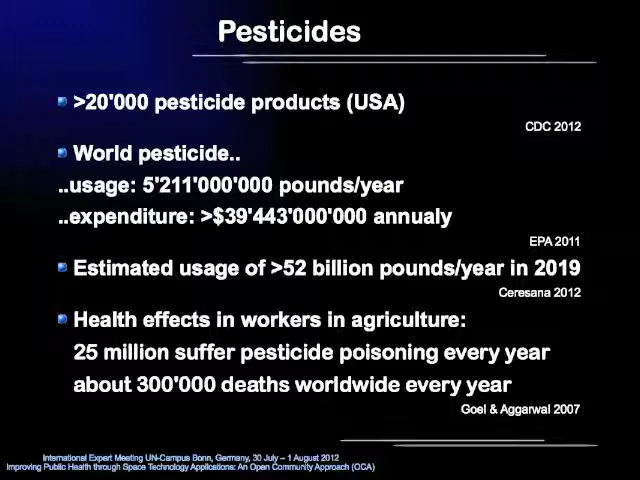 Pesticides
>20'000 pesticide products (USA)
CDC 2012
World pesticide..
..usage: 5'211'000'000 pounds/year
..expenditure: >$39'443'000'000 annualy
EPA 2011
Estimated usage of >52 billion pounds/year in 2019
Ceresana 2012
Health effects in workers in agriculture:
25 million suffer pesticide poisoning every year
about 300'000 deaths worldwide every year
Goel & Aggarwal 2007
International Expert Meeting UN-Campus Bonn, Germany, 30 July – 1 August 2012
Improving Public Health through Space Technology Applications: An Open Community Approach (OCA)